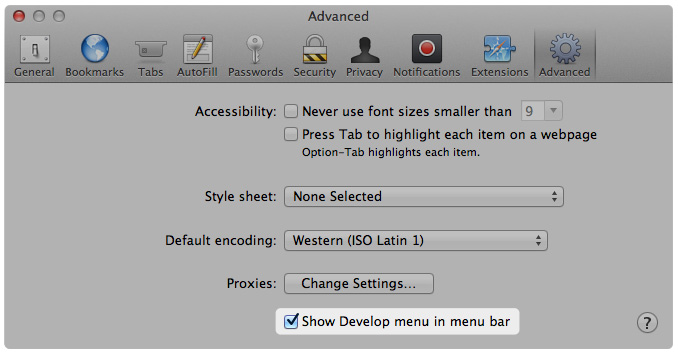 Advanced
General Bookmarks Tabs AutoFill Passwords Security Privacy Notifications Extensions Advanced
Accessibility: Never use font sizes smaller than 9
Press Tab to highlight each item on a webpage
Option-Tab highlights each item.
Style sheet: None Selected
Default encoding: Western (ISO Latin 1)
Proxies: Change Settings...
Show Develop menu in menu bar ?